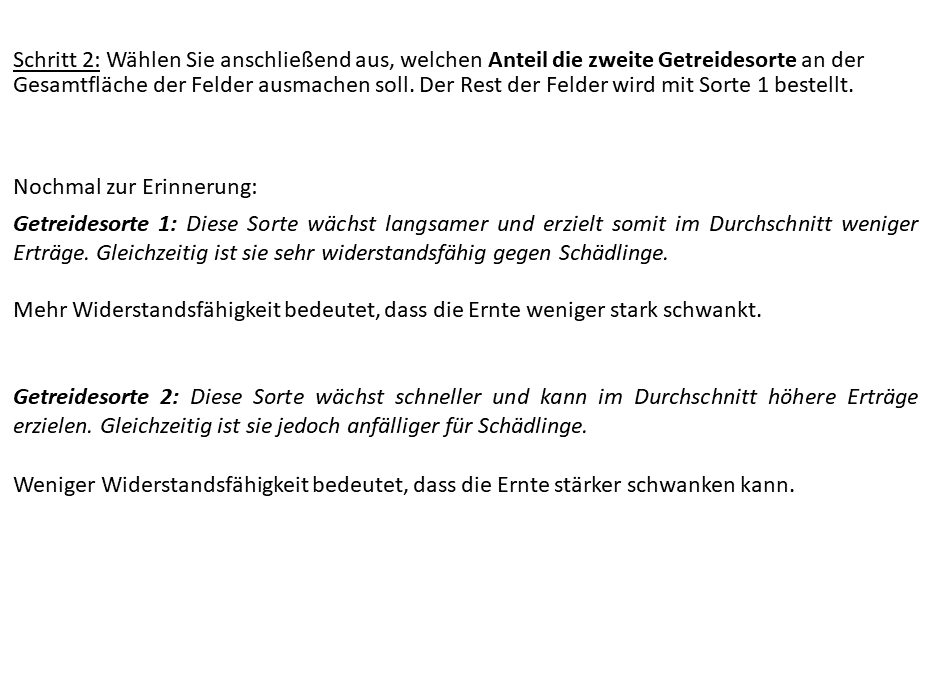 Schritt 2: Wählen Sie anschließend aus, welchen Anteil die zweite Getreidesorte an der
Gesamtfläche der Felder ausmachen soll. Der Rest der Felder wird mit Sorte 1 bestellt.
Nochmal zur Erinnerung:
Getreidesorte 1: Diese Sorte wächst langsamer und erzielt somit im Durchschnitt weniger
Erträge. Gleichzeitig ist sie sehr widerstandsfähig gegen Schädlinge.
Mehr Widerstandsfähigkeit bedeutet, dass die Ernte weniger stark schwankt.
Getreidesorte 2: Diese Sorte wächst schneller und kann im Durchschnitt höhere Erträge
erzielen. Gleichzeitig ist sie jedoch anfälliger für Schädlinge.
Weniger Widerstandsfähigkeit bedeutet, dass die Ernte stärker schwanken kann.